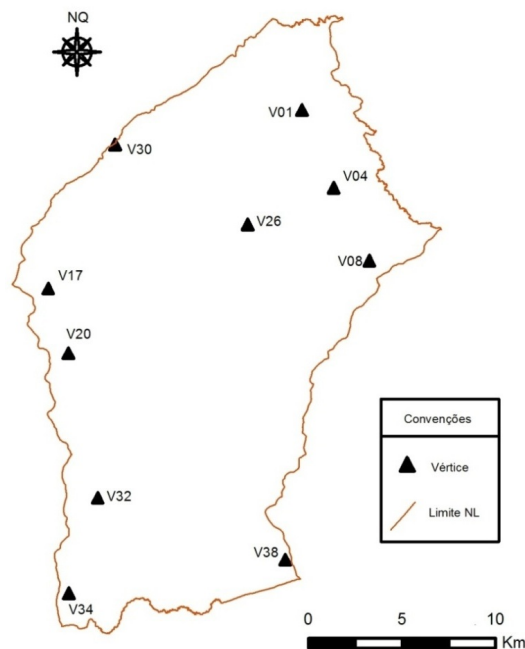 NQ
V01
V30
V04
V26
V08
V17
V20
Convenções
Vértice
V32
Limite NL
V38
V34
0 5 10
Km